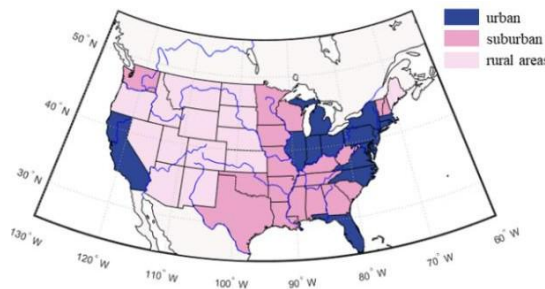 urban
suburban
rural areas
50° N
40° N
30° N
130° W
120° W
110° W
100° W
90° W
80° W
70° W
60° W